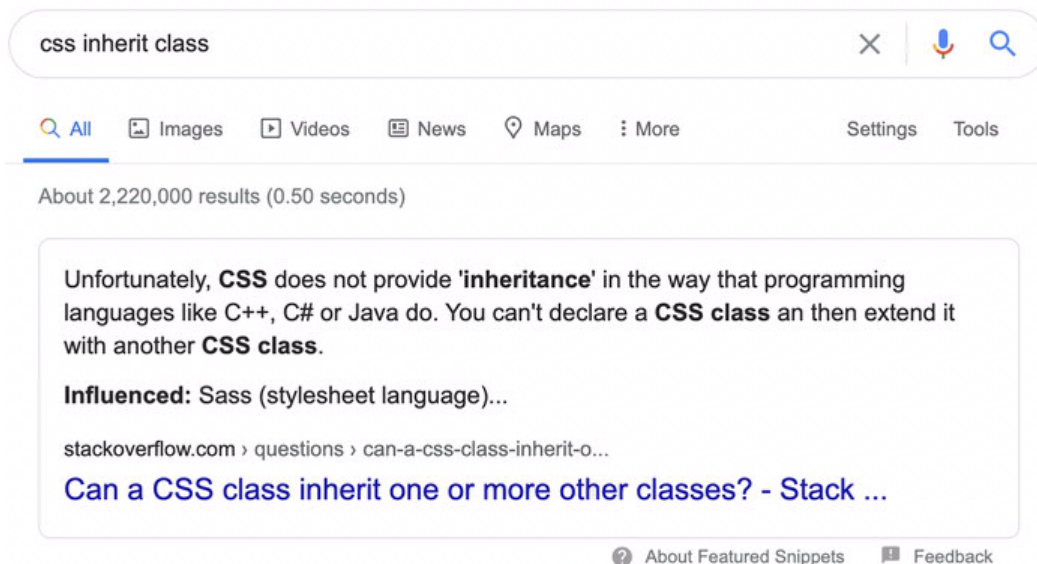 css inherit class
All Images Videos News Maps More Settings Tools
About 2,220,000 results (0.50 seconds)
Unfortunately, CSS does not provide 'inheritance' in the way that programming
languages like C++, C# or Java do. You can't declare a CSS class an then extend it
with another CSS class.
Influenced: Sass (stylesheet language)...
stackoverflow.com › questions › can-a-css-class-inherit-o...
Can a CSS class inherit one or more other classes? - Stack ...
About Featured Snippets Feedback